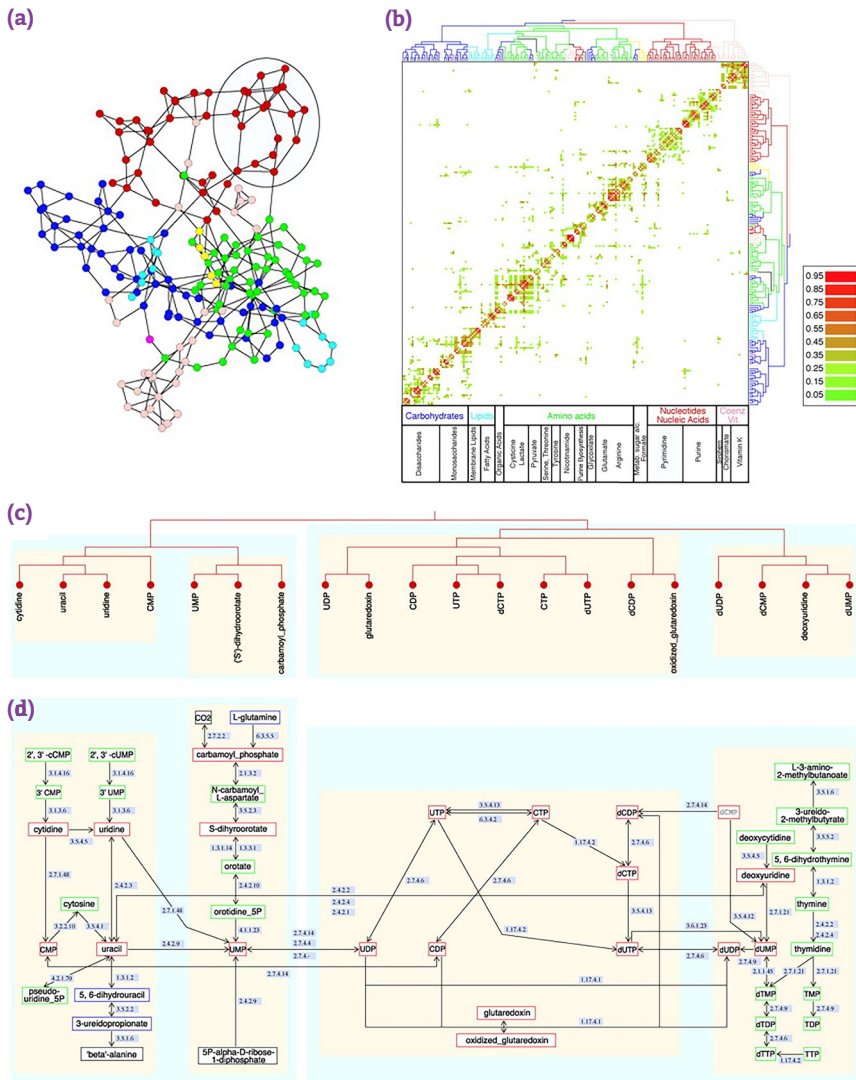 (a)
(b)
0.95
0.85
0.75
0.65
0.55
0.45
0.35
0.25
0.15
0.05
Carbohydrates
Lipids
Amino acids
Nucleotides
Nucleic Acids
Coenz
Vit.
Disaccharides
Monosaccharides
Membrane Lipids
Fatty Acids
Organic Acids
Cysticine
Lactate
Pyruvate
Serine, Threonine
Tyrosine
Nicotinamide
Purine Biosynthesis
Glycoxilate
Glutamate
Arginine
Metab. sugar alc.
Formate
Pyrimidine
Purine
Chorismate
Vitamin K
(c)
cytidine
uracil
uridine
CMP
UMP
('S')-dihydroorotate
carbamoyl_phosphate
UDP
glutaredoxin
CDP
UTP
dCTP
CTP
dUTP
dCDP
oxidized_glutaredoxin
dUDP
dCMP
deoxyuridine
dUMP
(d)
CO2
L-glutamine
2.7.2.2
6.3.5.5
2', 3' -cCMP
2', 3' -cUMP
carbamoyl_phosphate
L-3-amino-
2-methylbutanoate
3.1.4.16
3.1.4.16
2.1.3.2
3.5.1.6
3' CMP
3' UMP
N-carbamoyl_
L-aspartate
3.1.3.6
3.1.3.6
3.5.2.3
UTP
3.5.4.13
6.3.4.2
CTP
dCDP
2.7.4.14
dCMP
3-ureido-
2-methylbutyrate
cytidine
uridine
3.5.4.5
S-dihyroorotate
1.3.1.14
1.3.3.1
1.17.4.2
2.7.4.6
deoxycytidine
3.5.5.2
3.5.4.5
5, 6-dihydrothymine
orotate
dCTP
deoxyuridine
2.7.1.48
2.4.2.3
2.4.2.10
2.4.2.2
2.4.2.4
2.4.2.1
2.7.4.6
2.7.4.6
1.3.1.2
cytosine
2.7.1.48
orotidine_5P
3.5.4.13
3.5.4.12
2.7.1.21
thymine
3.2.2.10
3.5.4.1
4.1.1.23
2.7.4.14
2.7.4.4
1.17.4.2
3.6.1.23
2.4.2.2
2.4.2.4
CMP
uracil
2.4.2.9
UMP
UDP
CDP
dUTP
2.7.4.6
dUDP
dUMP
thymidine
2.7.4.9
4.2.1.70
1.3.1.2
2.7.4.14
1.17.4.1
2.1.1.45
2.7.1.21
2.7.1.21
pseudo-
uridine_5P
5, 6-dihydrouracil
2.4.2.9
dTMP
TMP
3.5.2.2
glutaredoxin
2.7.4.9
2.7.4.9
3-ureidopropionate
1.17.4.1
dTDP
TDP
3.5.1.6
oxidized_glutaredoxin
2.7.4.6
'beta'-alanine
5P-alpha-D-ribose-
1-diphosphate
dTTP
1.17.4.2
TTP